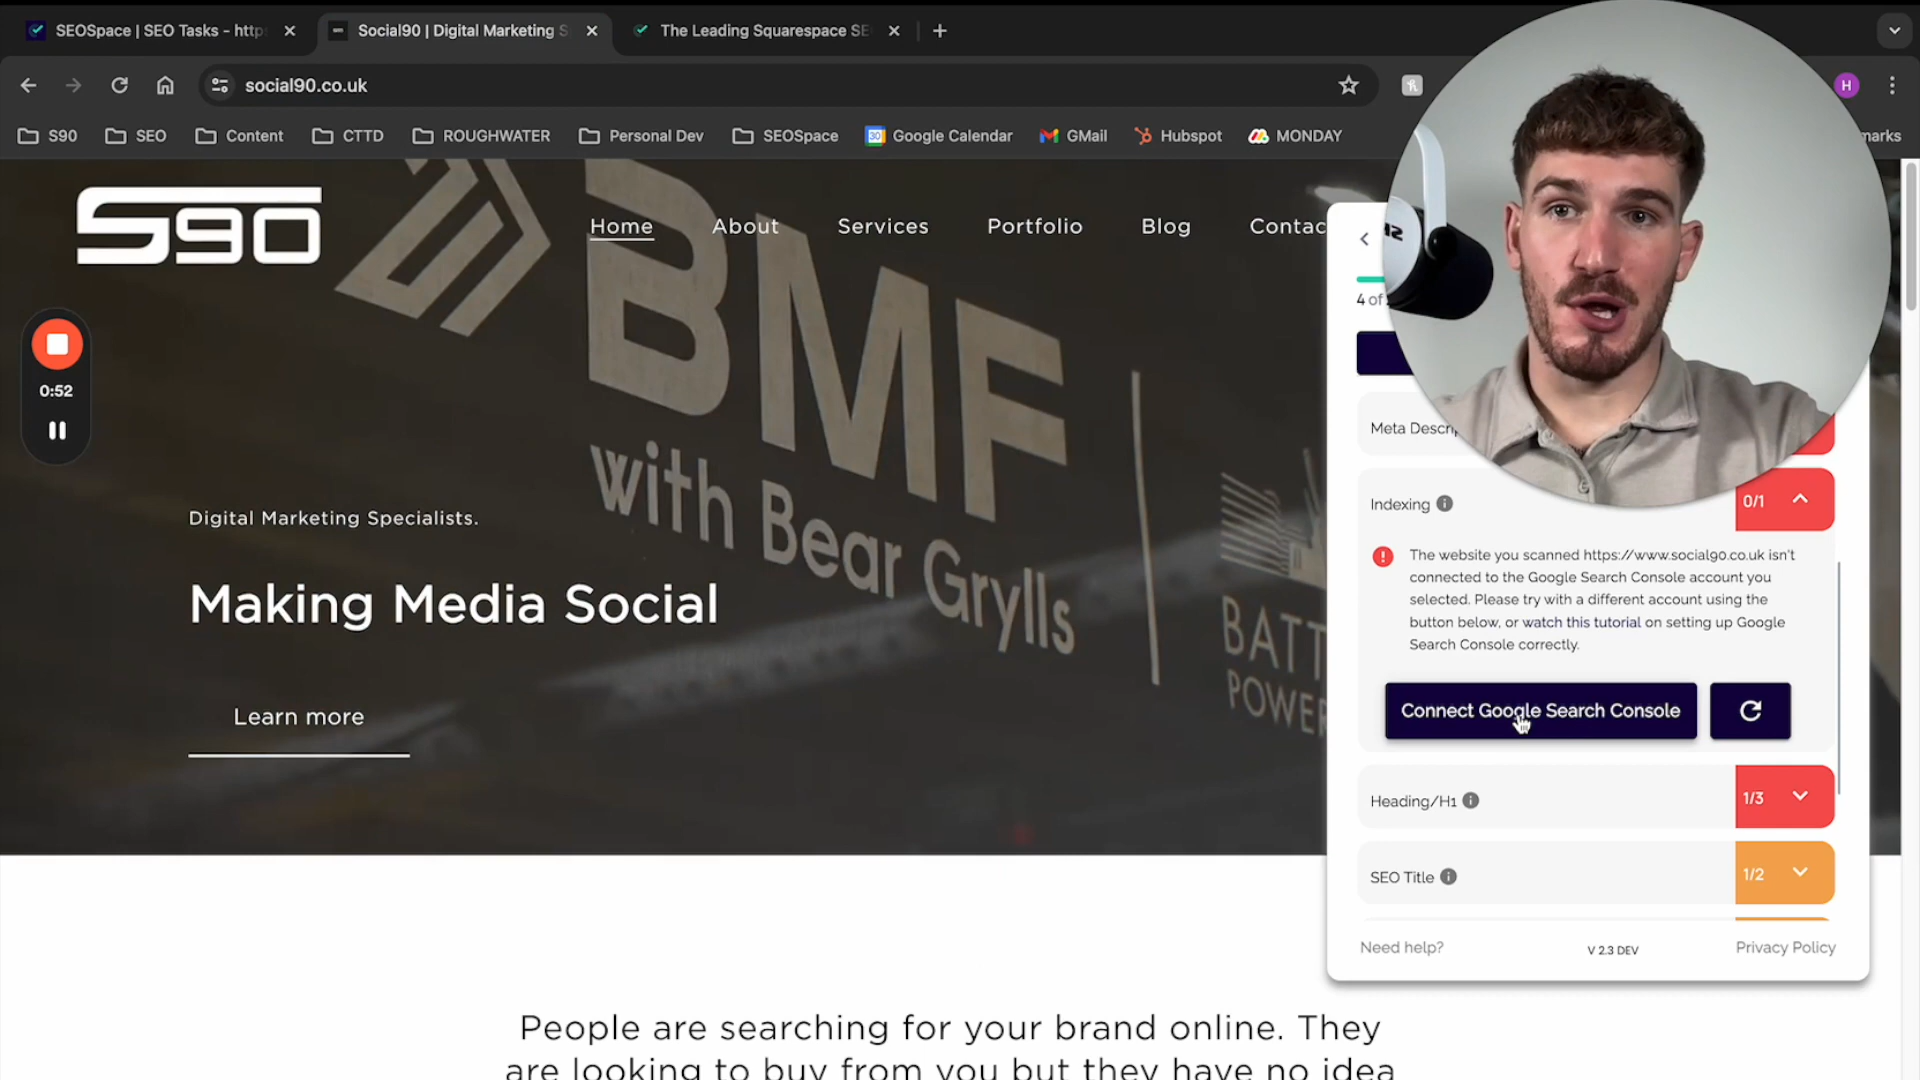 SEOSpace | SEO Tasks - http
Social90 | Digital Marketing S
The Leading Squarespace SE
social90.co.uk
H
S90
SEO
Content
CTTD
ROUGHWATER
Personal Dev
SEOSpace
Google Calendar
GMail
Hubspot
MONDAY
marks
S90
Home
About
Services
Portfolio
Blog
Contac
BMF
with Bear Grylls
BATT
POWER
0:52
Digital Marketing Specialists.
Making Media Social
Learn more
4 of
Meta Descri
Indexing
0/1
The website you scanned https://www.social90.co.uk isn't
connected to the Google Search Console account you
selected. Please try with a different account using the
button below, or watch this tutorial on setting up Google
Search Console correctly.
Connect Google Search Console
Heading/H1
1/3
SEO Title
1/2
Need help?
V 2.3 DEV
Privacy Policy
People are searching for your brand online. They
are looking to buy from you but they have no idea